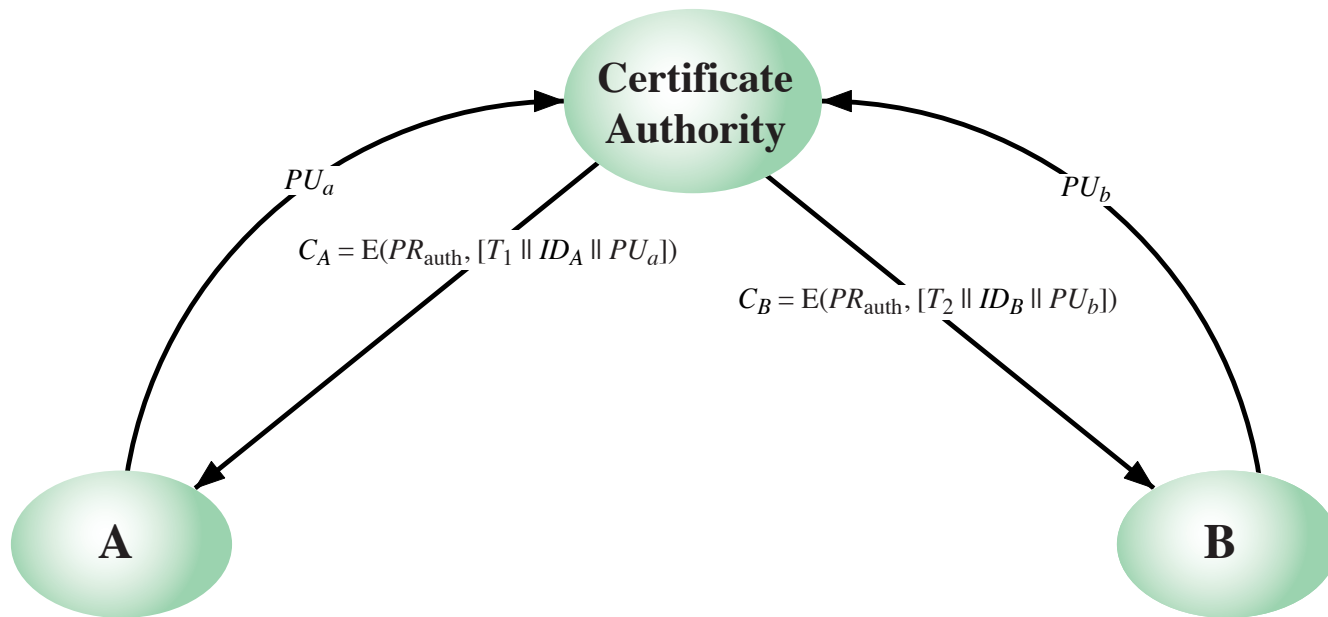 Certificate
Authority
PUa
PUb
CA = E(PRauth, [T1 || IDA || PUa])
CB = E(PRauth, [T2 || IDB || PUb])
A
B